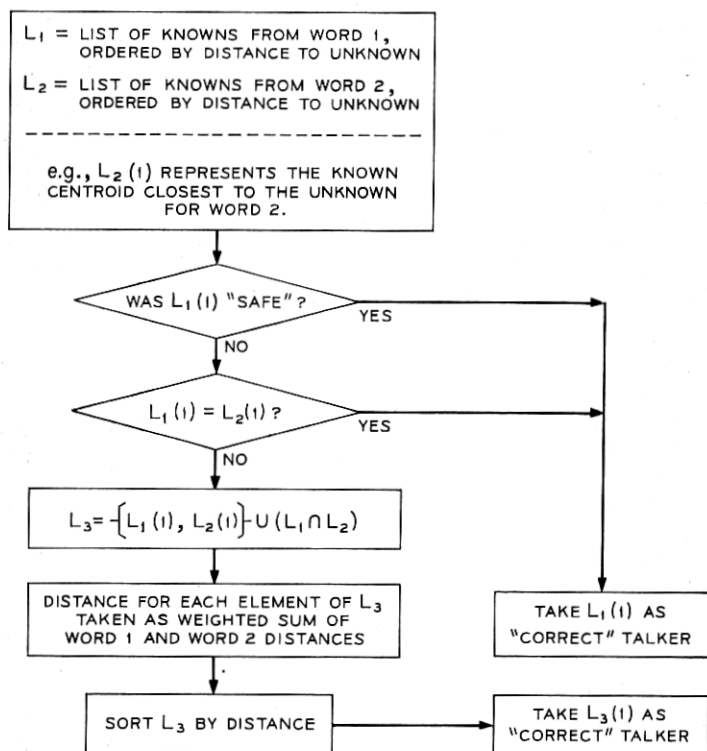 L₁ = LIST OF KNOWNS FROM WORD 1,
ORDERED BY DISTANCE TO UNKNOWN
L₂ = LIST OF KNOWNS FROM WORD 2,
ORDERED BY DISTANCE TO UNKNOWN
e.g., L₂(1) REPRESENTS THE KNOWN
CENTROID CLOSEST TO THE UNKNOWN
FOR WORD 2.
WAS L₁(1) "SAFE"?
YES
NO
L₁(1) = L₂(1)?
YES
NO
L₃ = {L₁(1), L₂(1)} ∪ (L₁ ∩ L₂)
DISTANCE FOR EACH ELEMENT OF L₃
TAKEN AS WEIGHTED SUM OF
WORD 1 AND WORD 2 DISTANCES
TAKE L₁(1) AS
"CORRECT" TALKER
SORT L₃ BY DISTANCE
TAKE L₃(1) AS
"CORRECT" TALKER